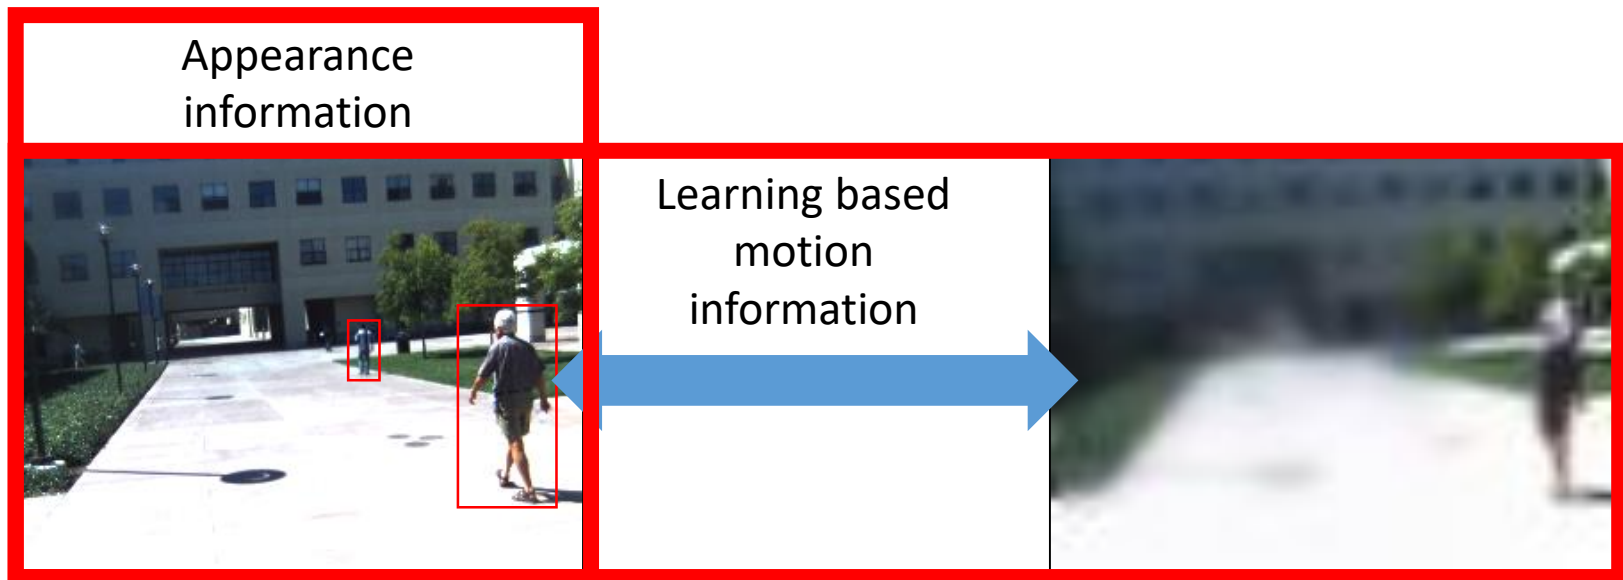 Appearance
information
Learning based
motion
information